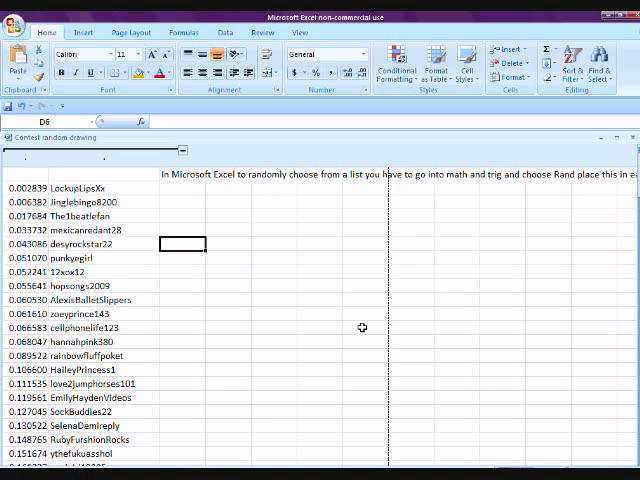 Microsoft Excel non-commercial use
Home Insert Page Layout Formulas Data Review View
Paste
Calibri 11
B I U
General
$ % ,
Conditional Formatting
Format as Table
Cell Styles
Insert
Delete
Format
Σ
Sort & Filter
Find & Select
Clipboard Font Alignment Number Styles Cells Editing
D6 fx
Contest random drawing
In Microsoft Excel to randomly choose from a list you have to go into math and trig and choose Rand place this in
0.002839 LockupLipsXx
0.006382 Jinglebingo8200
0.017684 The1beatlefan
0.033732 mexicanredant28
0.043086 desyrockstar22
0.051070 punkyegirl
0.052241 12xox12
0.055641 hopsongs2009
0.060530 AlexisBalletSlippers
0.061610 zoeyprince143
0.066583 cellphonelife123
0.068047 hannahpink380
0.089522 rainbowfluffpoket
0.106600 HaileyPrincess1
0.111535 love2jumphorses101
0.119561 EmilyHaydenVideos
0.127045 SockBuddies22
0.130522 SelenaDemireply
0.148765 RubyFurshionRocks
0.151674 ythefukuasshol